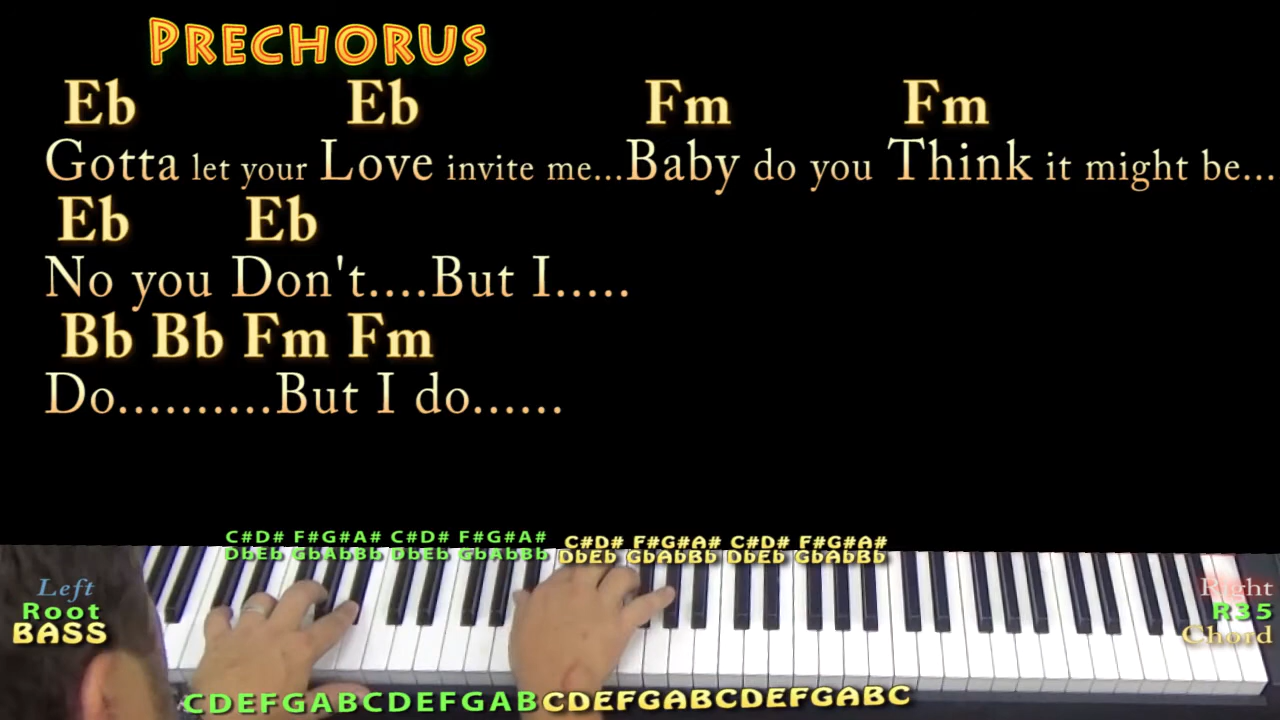 PRECHORUS
Eb Eb Fm Fm
Gotta let your Love invite me...Baby do you Think it might be...
Eb Eb
No you Don't....But I.....
Bb Bb Fm Fm
Do..........But I do......
C#D# F#G#A# C#D# F#G#A# C#D# F#G#A# C#D# F#G#A#
DbEb GbAbBb DbEb GbAbBb DbEb GbAbBb DbEb GbAbBb
Left
Root
BASS
Right
R35
Chord
CDEFGABCDEFGABCDEFGABCDEFGABC